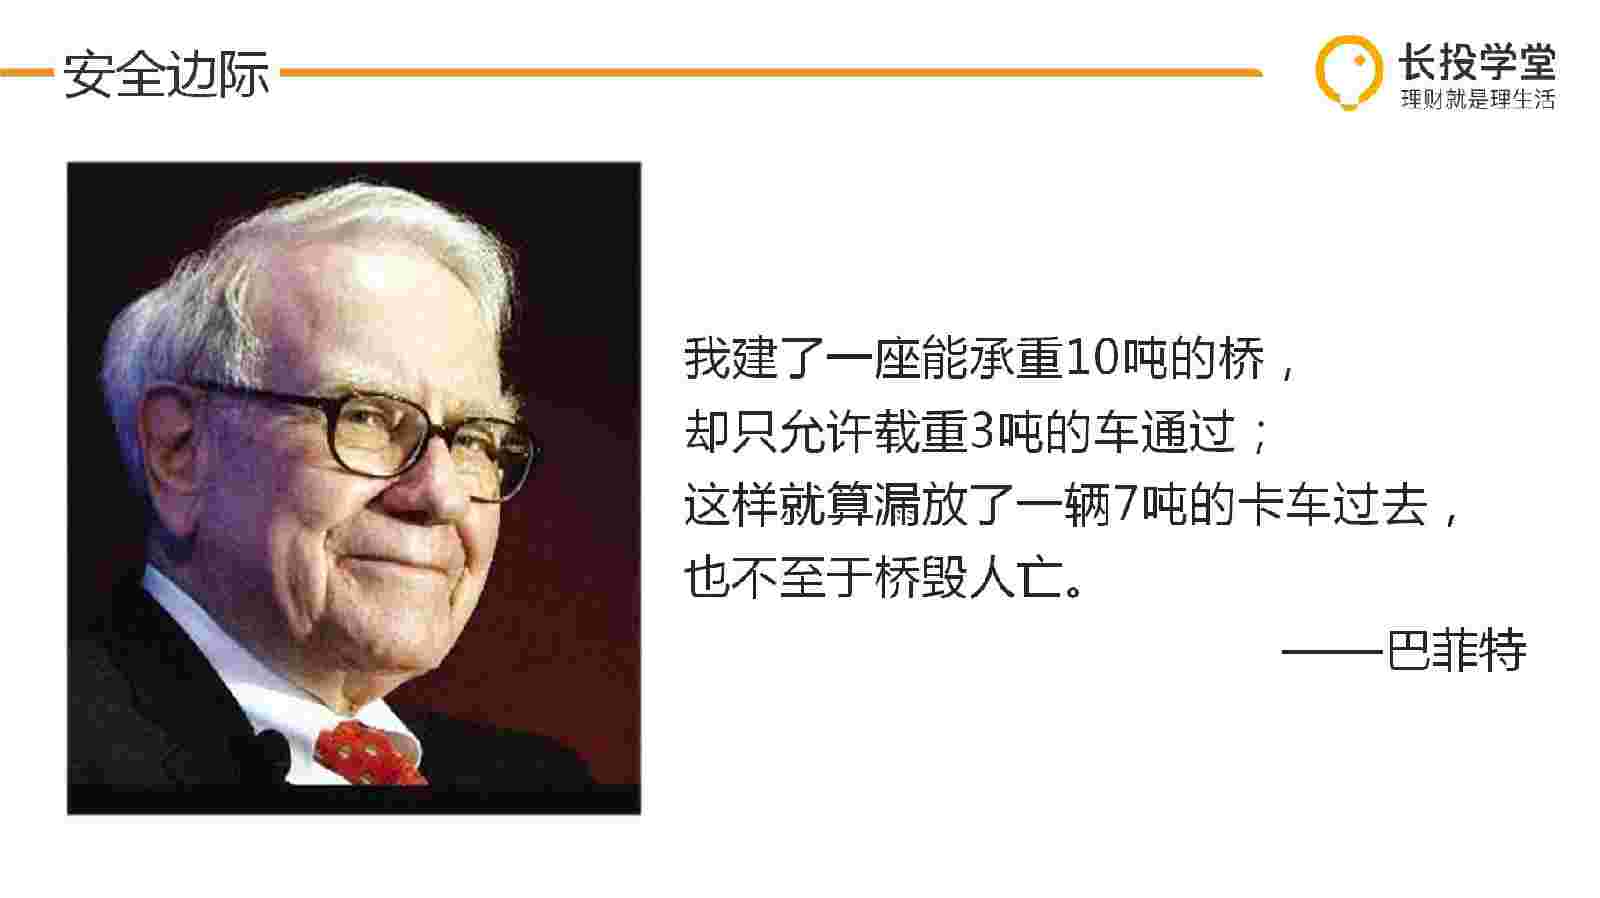 安全边际
长投学堂
理财就是理生活
我建了一座能承重10吨的桥，
却只允许载重3吨的车通过；
这样就算漏放了一辆7吨的卡车过去，
也不至于桥毁人亡。
——巴菲特